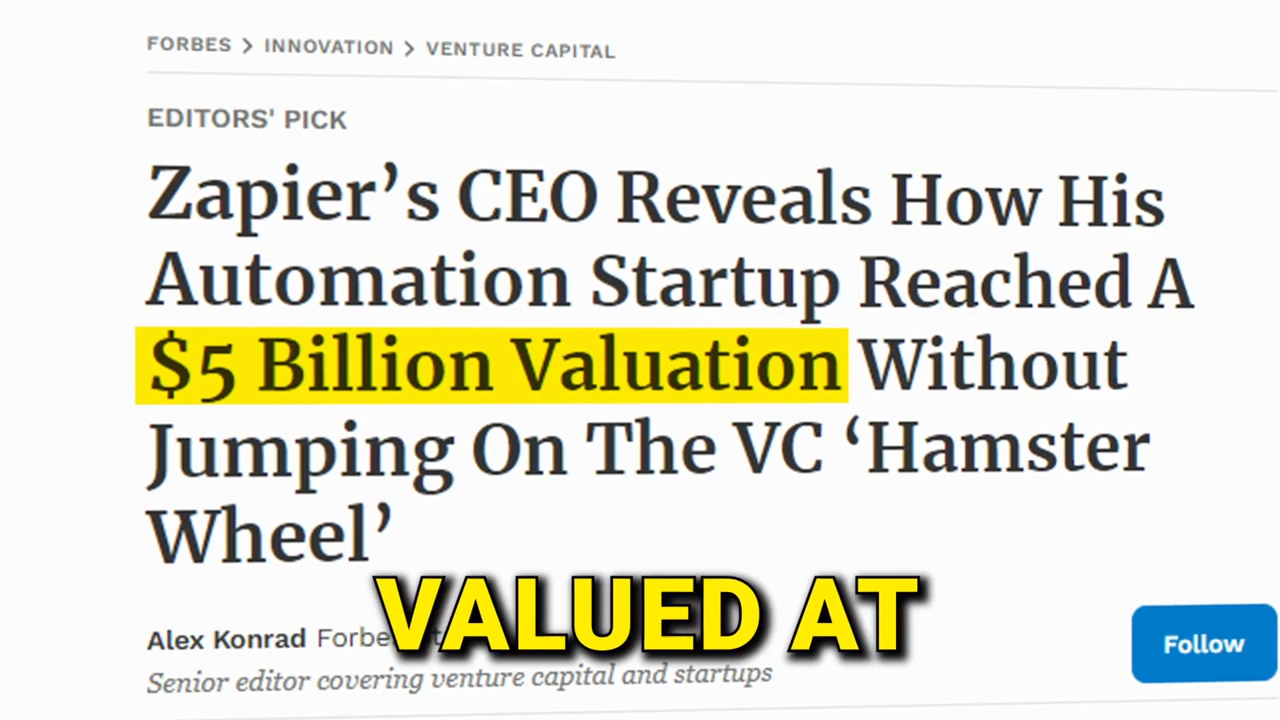 FORBES > INNOVATION > VENTURE CAPITAL
EDITORS' PICK
Zapier’s CEO Reveals How His
Automation Startup Reached A
$5 Billion Valuation Without
Jumping On The VC ‘Hamster
Wheel’
VALUED AT
Alex Konrad
Senior editor covering venture capital and startups
Follow